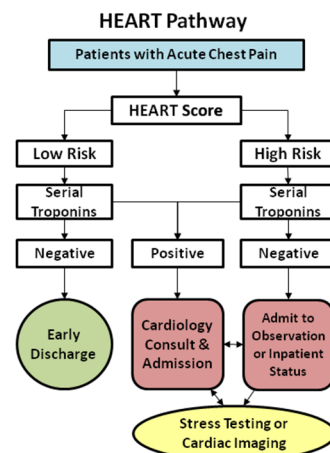 HEART Pathway
Patients with Acute Chest Pain
HEART Score
Low Risk
High Risk
Serial
Troponins
Serial
Troponins
Negative
Positive
Negative
Early
Discharge
Cardiology
Consult &
Admission
Admit to
Observation
or Inpatient
Status
Stress Testing or
Cardiac Imaging